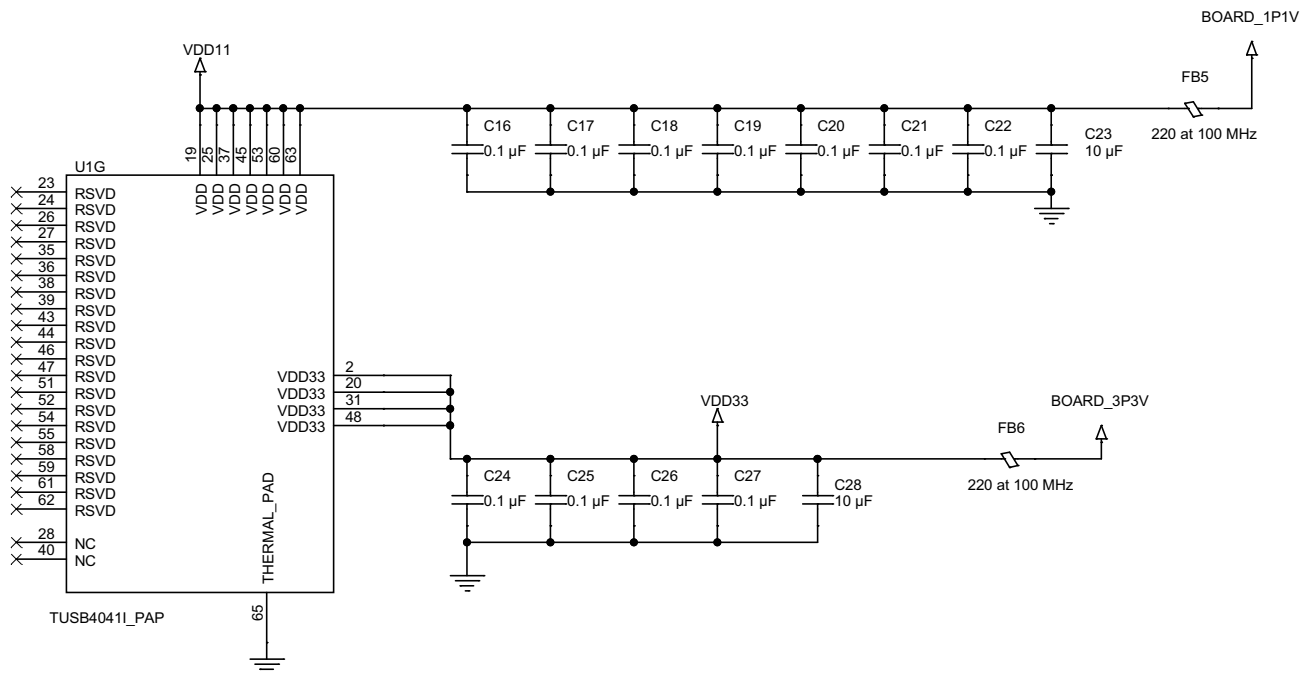 BOARD_1P1V
VDD11
FB5
220 at 100 MHz
C16
0.1 µF
C17
0.1 µF
C18
0.1 µF
C19
0.1 µF
C20
0.1 µF
C21
0.1 µF
C22
0.1 µF
C23
10 µF
19
25
37
45
53
60
63
U1G
VDD
VDD
VDD
VDD
VDD
VDD
VDD
23 RSVD
24 RSVD
26 RSVD
27 RSVD
35 RSVD
36 RSVD
38 RSVD
39 RSVD
43 RSVD
44 RSVD
46 RSVD
47 RSVD
51 RSVD
52 RSVD
54 RSVD
55 RSVD
58 RSVD
59 RSVD
61 RSVD
62 RSVD
28 NC
40 NC
VDD33 2
VDD33 20
VDD33 31
VDD33 48
VDD33
BOARD_3P3V
FB6
220 at 100 MHz
C24
0.1 µF
C25
0.1 µF
C26
0.1 µF
C27
0.1 µF
C28
10 µF
THERMAL_PAD
65
TUSB4041I_PAP